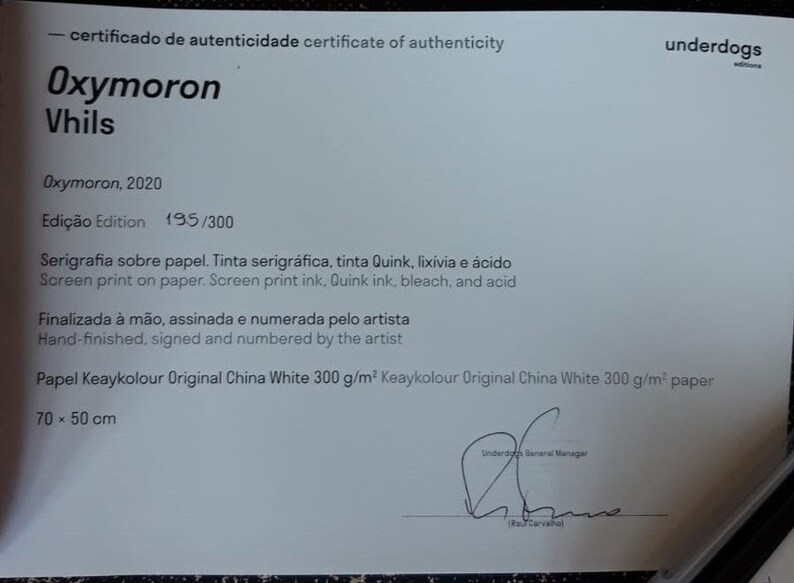 — certificado de autenticidade certificate of authenticity
underdogs
editions
Oxymoron
Vhils
Oxymoron, 2020
Edição Edition 195/300
Serigrafia sobre papel. Tinta serigráfica, tinta Quink, lixívia e ácido
Screen print on paper. Screen print ink, Quink ink, bleach, and acid
Finalizada à mão, assinada e numerada pelo artista
Hand-finished, signed and numbered by the artist
Papel Keaykolour Original China White 300 g/m² Keaykolour Original China White 300 g/m² paper
70 × 50 cm
Underdogs General Manager
(Raul Carvalho)